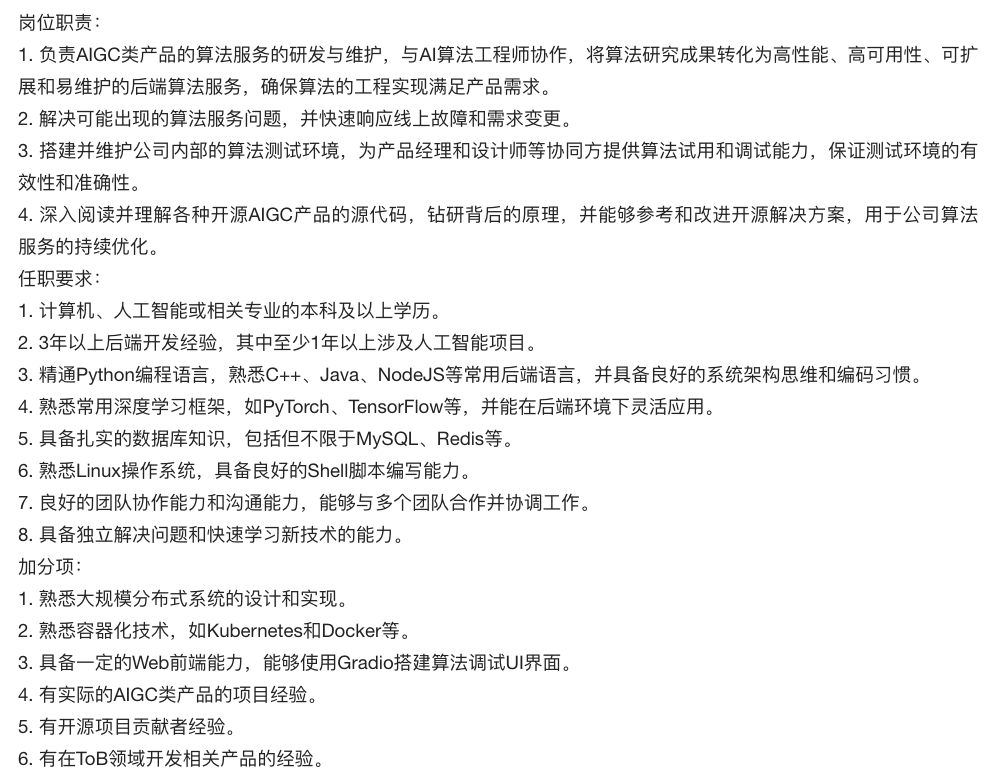 岗位职责：
1. 负责AIGC类产品的算法服务的研发与维护，与AI算法工程师协作，将算法研究成果转化为高性能、高可用性、可扩
展和易维护的后端算法服务，确保算法的工程实现满足产品需求。
2. 解决可能出现的算法服务问题，并快速响应线上故障和需求变更。
3. 搭建并维护公司内部的算法测试环境，为产品经理和设计师等协同方提供算法试用和调试能力，保证测试环境的有
效性和准确性。
4. 深入阅读并理解各种开源AIGC产品的源代码，钻研背后的原理，并能够参考和改进开源解决方案，用于公司算法
服务的持续优化。
任职要求：
1. 计算机、人工智能或相关专业的本科及以上学历。
2. 3年以上后端开发经验，其中至少1年以上涉及人工智能项目。
3. 精通Python编程语言，熟悉C++、Java、NodeJS等常用后端语言，并具备良好的系统架构思维和编码习惯。
4. 熟悉常用深度学习框架，如PyTorch、TensorFlow等，并能在后端环境下灵活应用。
5. 具备扎实的数据库知识，包括但不限于MySQL、Redis等。
6. 熟悉Linux操作系统，具备良好的Shell脚本编写能力。
7. 良好的团队协作能力和沟通能力，能够与多个团队合作并协调工作。
8. 具备独立解决问题和快速学习新技术的能力。
加分项：
1. 熟悉大规模分布式系统的设计和实现。
2. 熟悉容器化技术，如Kubernetes和Docker等。
3. 具备一定的Web前端能力，能够使用Gradio搭建算法调试UI界面。
4. 有实际的AIGC类产品的项目经验。
5. 有开源项目贡献者经验。
6. 有在ToB领域开发相关产品的经验。